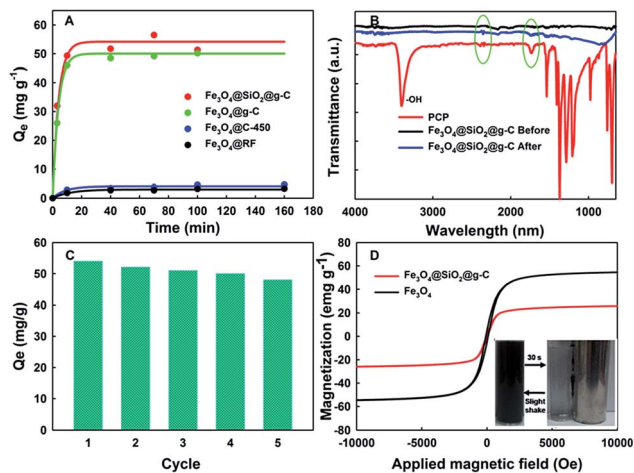 A
60
50
40
30
20
10
0
Qe (mg g-1)
Fe3O4@SiO2@g-C
Fe3O4@g-C
Fe3O4@C-450
Fe3O4@RF
0 20 40 60 80 100 120 140 160 180
Time (min)
B
Transmittance (a.u.)
-OH
PCP
Fe3O4@SiO2@g-C Before
Fe3O4@SiO2@g-C After
4000 3000 2000 1000
Wavelength (nm)
C
60
50
40
30
20
10
0
Qe (mg/g)
1 2 3 4 5
Cycle
D
80
60
40
20
0
-20
-40
-60
-80
Magnetization (emg g-1)
Fe3O4@SiO2@g-C
Fe3O4
30 s
Slight
shake
-10000 -5000 0 5000 10000
Applied magnetic field (Oe)